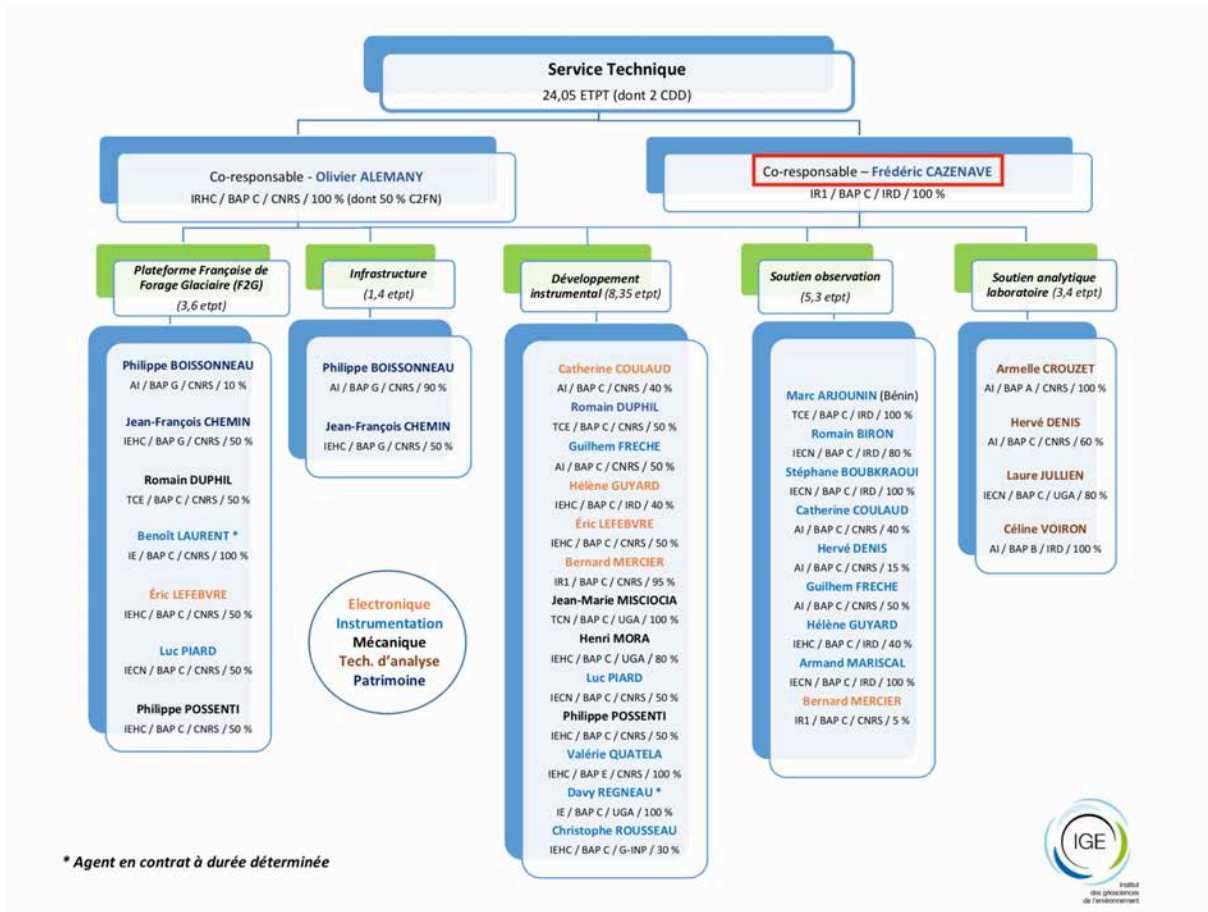 Service Technique
24,05 ETPT (dont 2 CDD)
Co-responsable - Olivier ALEMANY
IRHC / BAP C / CNRS / 100 % (dont 50 % C2FN)
Co-responsable – Frédéric CAZENAVE
IR1 / BAP C / IRD / 100 %
Plateforme Française de
Forage Glaciaire (F2G)
(3,6 etpt)
Philippe BOISSONNEAU
AI / BAP G / CNRS / 10 %
Jean-François CHEMIN
IEHC / BAP G / CNRS / 50 %
Romain DUPHIL
TCE / BAP C / CNRS / 50 %
Benoît LAURENT *
IE / BAP C / CNRS / 100 %
Éric LEFEBVRE
IEHC / BAP C / CNRS / 50 %
Luc PIARD
IECN / BAP C / CNRS / 50 %
Philippe POSSENTI
IEHC / BAP C / CNRS / 50 %
Infrastructure
(1,4 etpt)
Philippe BOISSONNEAU
AI / BAP G / CNRS / 90 %
Jean-François CHEMIN
IEHC / BAP G / CNRS / 50 %
Electronique
Instrumentation
Mécanique
Tech. d'analyse
Patrimoine
Développement
instrumental (8,35 etpt)
Catherine COULAUD
AI / BAP C / CNRS / 40 %
Romain DUPHIL
TCE / BAP C / CNRS / 50 %
Guilhem FRECHE
AI / BAP C / CNRS / 50 %
Hélène GUYARD
IEHC / BAP C / IRD / 40 %
Éric LEFEBVRE
IEHC / BAP C / CNRS / 50 %
Bernard MERCIER
IR1 / BAP C / CNRS / 95 %
Jean-Marie MISCIOCIA
TCN / BAP C / UGA / 100 %
Henri MORA
IEHC / BAP C / UGA / 80 %
Luc PIARD
IECN / BAP C / CNRS / 50 %
Philippe POSSENTI
IEHC / BAP C / CNRS / 50 %
Valérie QUATELA
IEHC / BAP E / CNRS / 100 %
Davy REGNEAU *
IE / BAP C / UGA / 100 %
Christophe ROUSSEAU
IEHC / BAP C / G-INP / 30 %
Soutien observation
(5,3 etpt)
Marc ARJOUNIN (Bénin)
TCE / BAP C / IRD / 100 %
Romain BIRON
IECN / BAP C / IRD / 80 %
Stéphane BOUBKRAOUI
IECN / BAP C / IRD / 100 %
Catherine COULAUD
AI / BAP C / CNRS / 40 %
Hervé DENIS
AI / BAP C / CNRS / 15 %
Guilhem FRECHE
AI / BAP C / CNRS / 50 %
Hélène GUYARD
IEHC / BAP C / IRD / 40 %
Armand MARISCAL
IECN / BAP C / IRD / 100 %
Bernard MERCIER
IR1 / BAP C / CNRS / 5 %
Soutien analytique
laboratoire (3,4 etpt)
Armelle CROUZET
AI / BAP A / CNRS / 100 %
Hervé DENIS
AI / BAP C / CNRS / 60 %
Laure JULLIEN
IECN / BAP C / UGA / 80 %
Céline VOIRON
AI / BAP B / IRD / 100 %
* Agent en contrat à durée déterminée
IGE
institut
des géosciences
de l'environnement